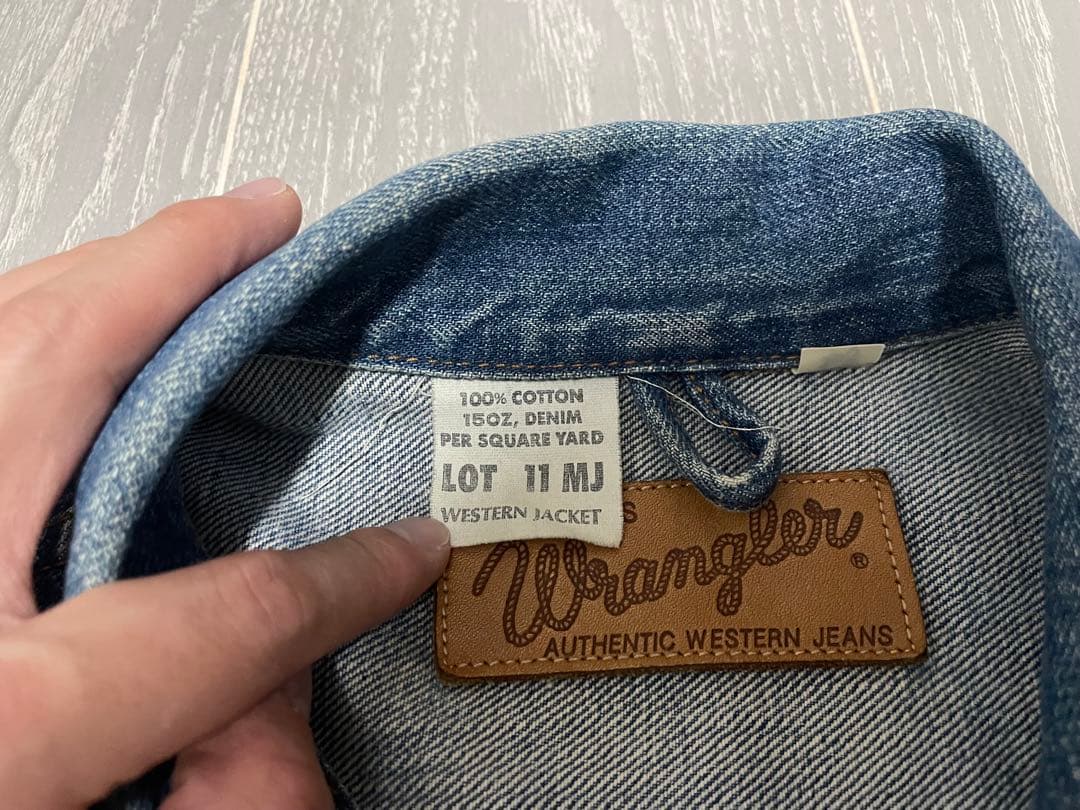 100% COTTON
15OZ, DENIM
PER SQUARE YARD
LOT 11 MJ
WESTERN JACKET
S
Wrangler®
AUTHENTIC WESTERN JEANS